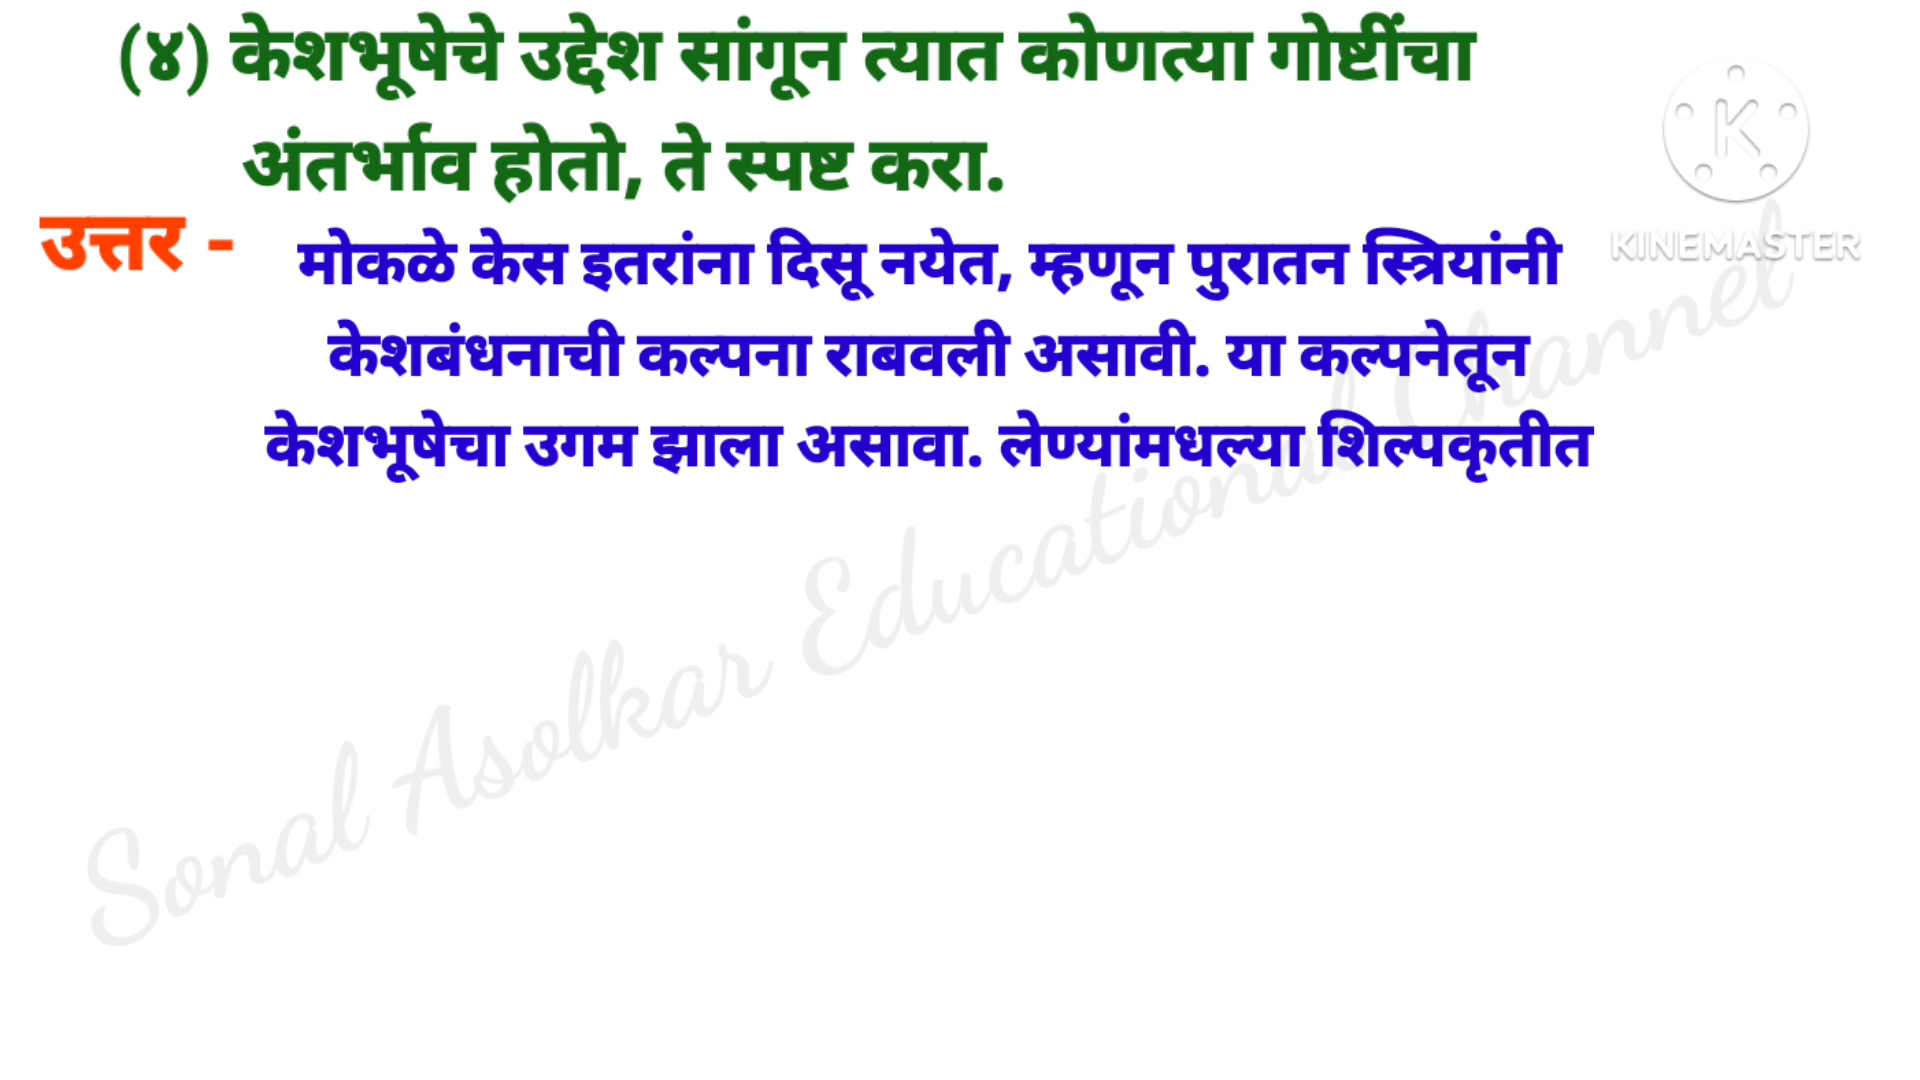 (४) केशभूषेचे उद्देश सांगून त्यात कोणत्या गोष्टींचा
अंतर्भाव होतो, ते स्पष्ट करा.
उत्तर -
मोकळे केस इतरांना दिसू नयेत, म्हणून पुरातन स्त्रियांनी
केशबंधनाची कल्पना राबवली असावी. या कल्पनेतून
केशभूषेचा उगम झाला असावा. लेण्यांमधल्या शिल्पकृतीत
K
KINEMASTER
Sonal Asolkar Educational Channel